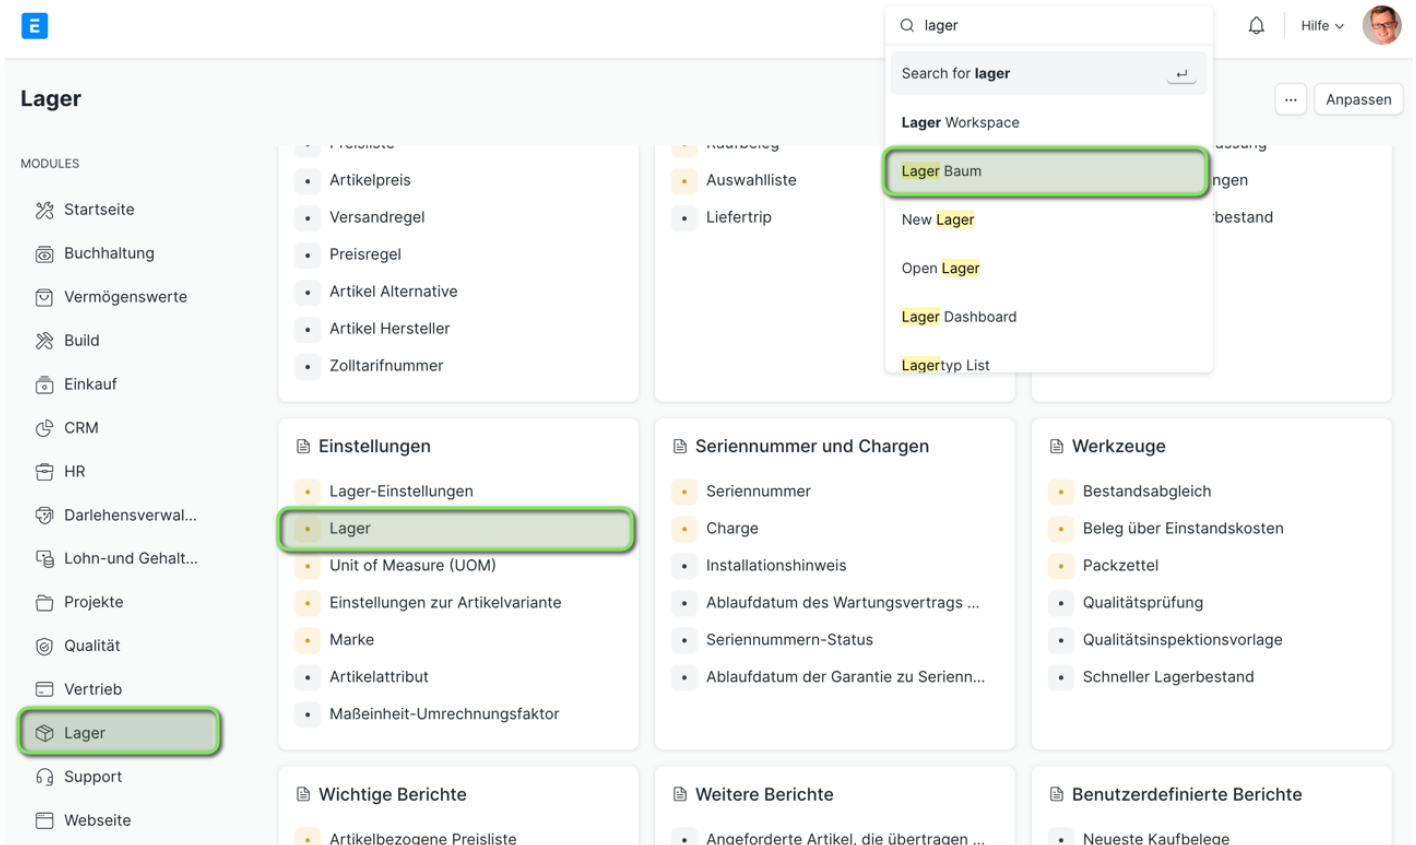 E
lager
Hilfe
Search for lager
Lager
Anpassen
Lager Workspace
MODULES
Lager Baum
New Lager
Open Lager
Lager Dashboard
Lagertyp List
Startseite
Buchhaltung
Vermögenswerte
Build
Einkauf
CRM
HR
Darlehensverwal...
Lohn-und Gehalt...
Projekte
Qualität
Vertrieb
Lager
Support
Webseite
Preisliste
Artikelpreis
Versandregel
Preisregel
Artikel Alternative
Artikel Hersteller
Zolltarifnummer
Kaufbeleg
Auswahlliste
Liefertrip
ngen
bestand
Einstellungen
Lager-Einstellungen
Lager
Unit of Measure (UOM)
Einstellungen zur Artikelvariante
Marke
Artikelattribut
Maßeinheit-Umrechnungsfaktor
Seriennummer und Chargen
Seriennummer
Charge
Installationshinweis
Ablaufdatum des Wartungsvertrags ...
Seriennummern-Status
Ablaufdatum der Garantie zu Serienn...
Werkzeuge
Bestandsabgleich
Beleg über Einstandskosten
Packzettel
Qualitätsprüfung
Qualitätsinspektionsvorlage
Schneller Lagerbestand
Wichtige Berichte
Artikelbezogene Preisliste
Weitere Berichte
Angeforderte Artikel, die übertragen ...
Benutzerdefinierte Berichte
Neueste Kaufbelege